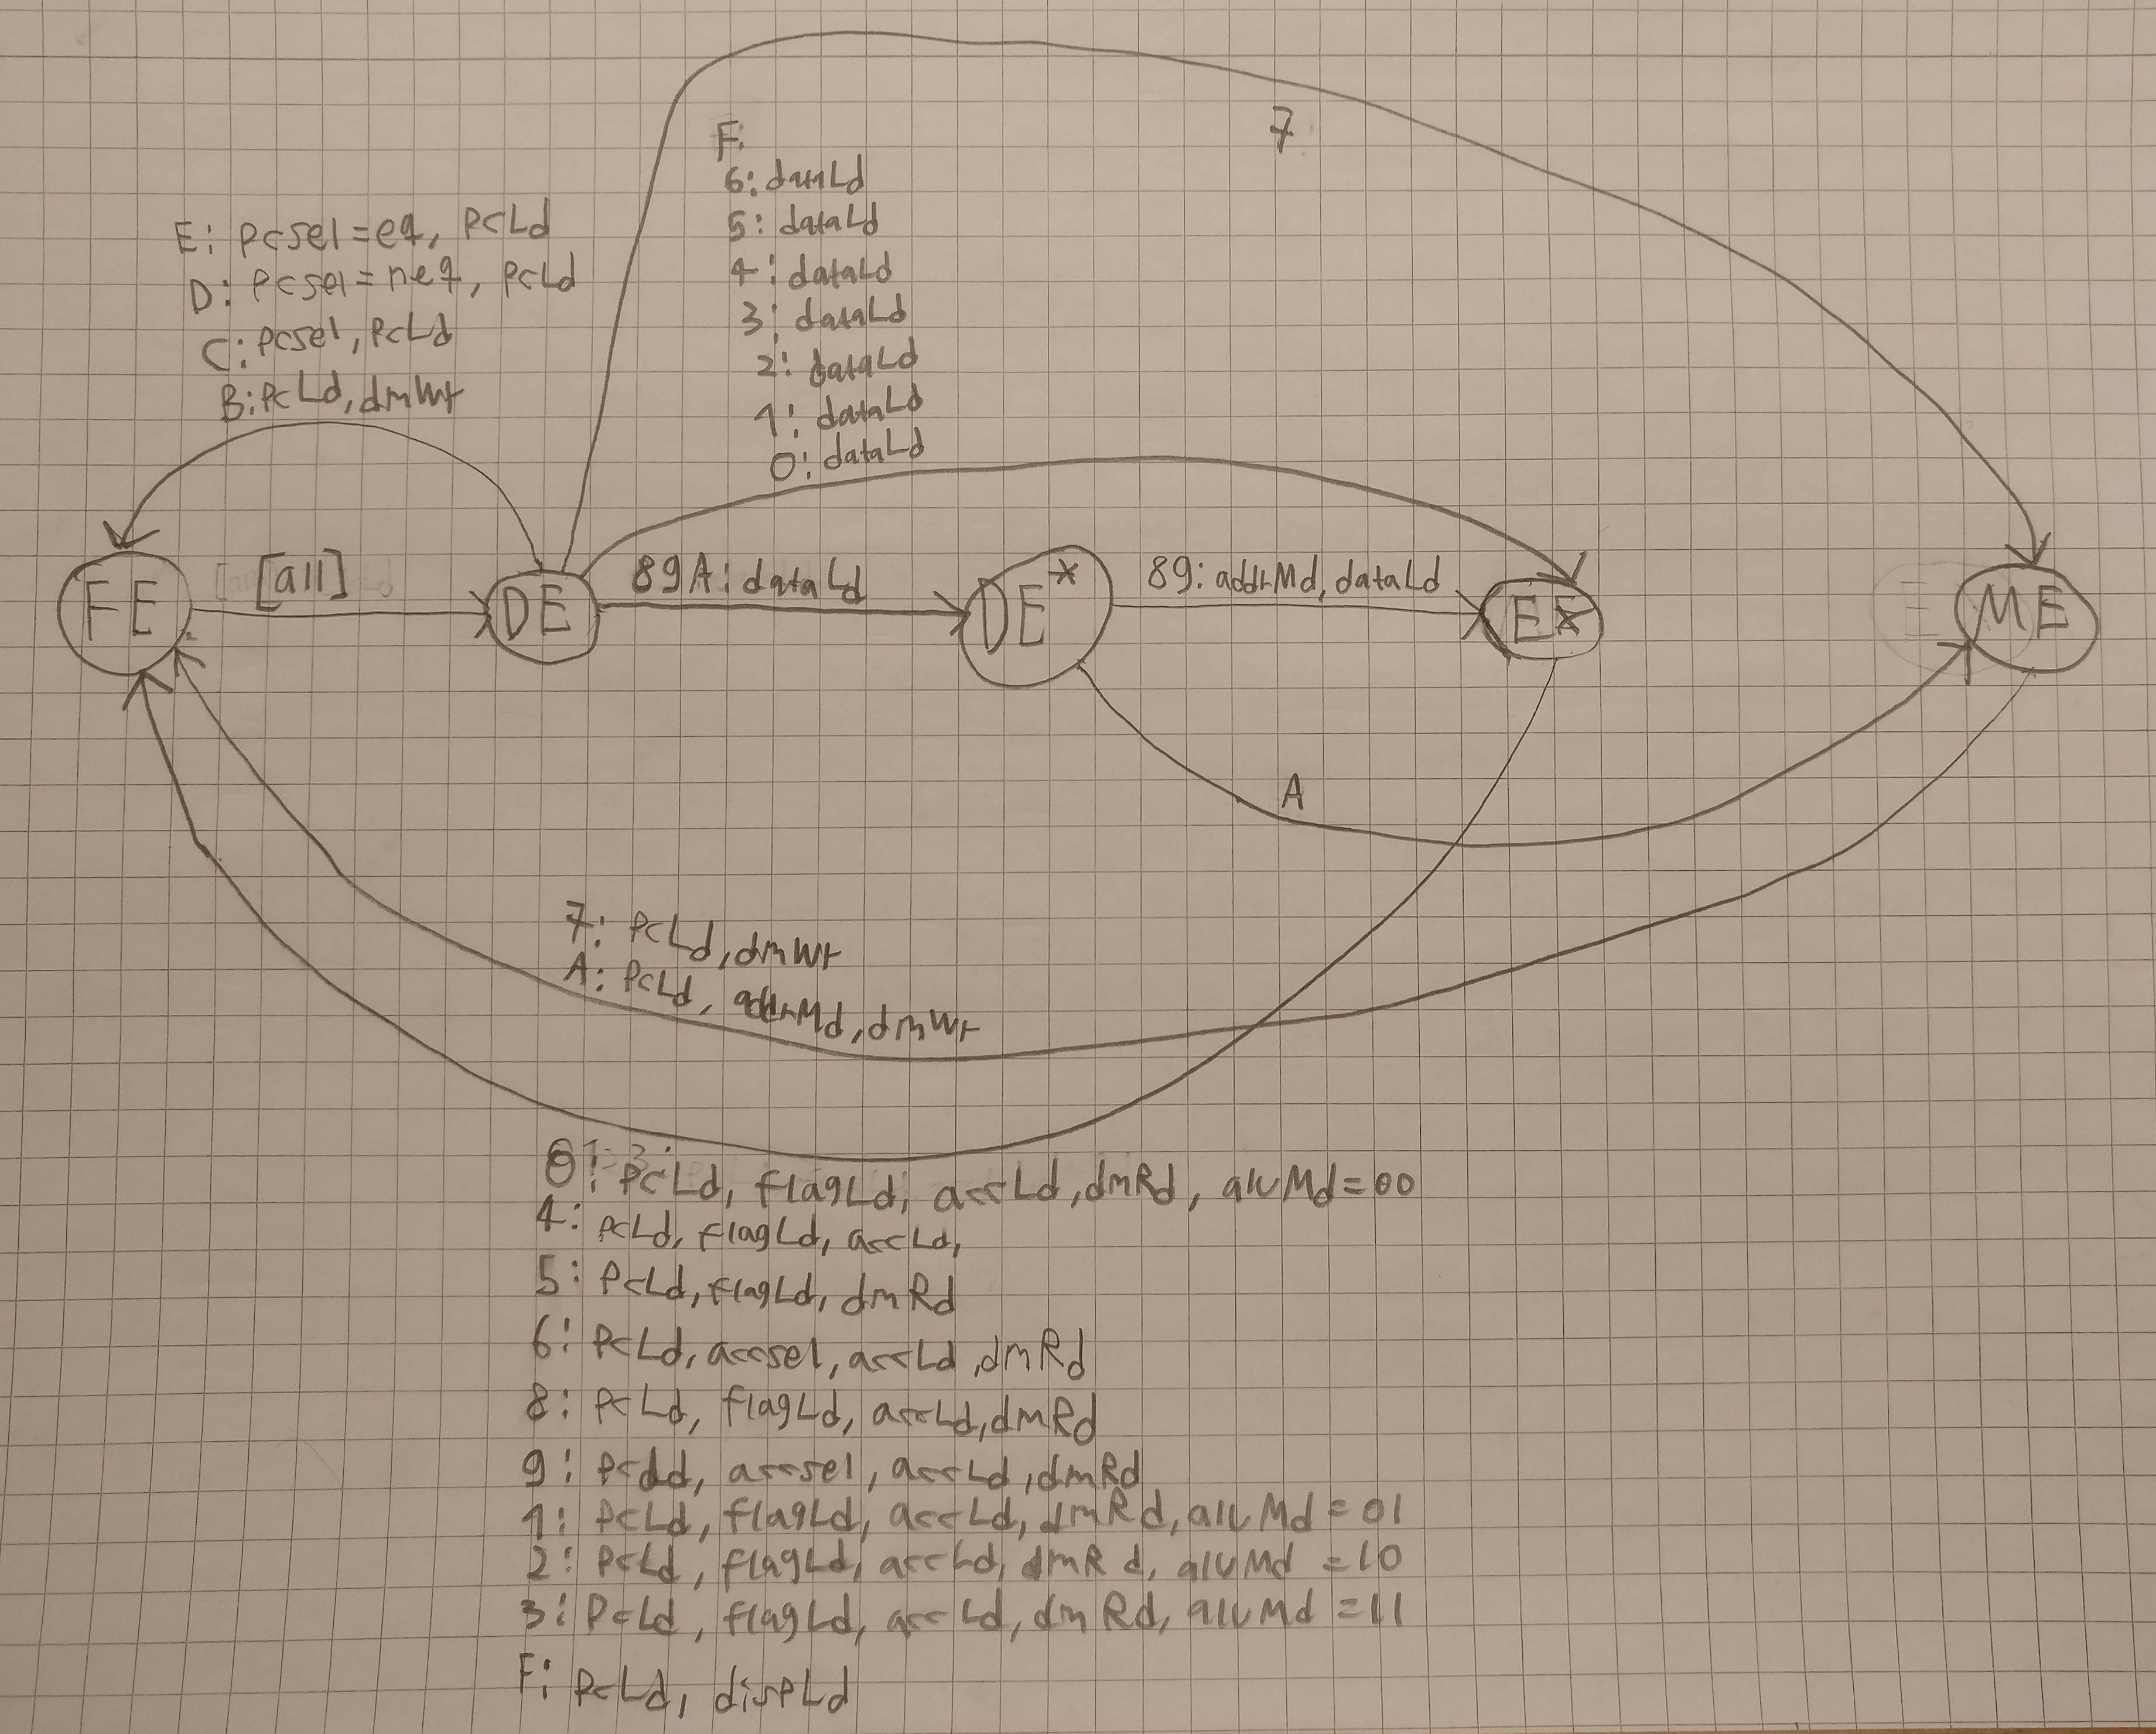 7
F:
6: dataLd
5: dataLd
4: dataLd
3: dataLd
2: dataLd
1: dataLd
0: dataLd
E: pcsel=eq, pcLd
D: pcsel=neq, pcLd
C: pcsel, pcLd
B: pcLd, dmWr
FE
[all]
DE
89A: dataLd
DE*
89: addrMd, dataLd
EX
ME
A
7: pcLd, dmWr
A: pcLd, addrMd, dmWr
0: pcLd, flagLd, accLd, dmRd, aluMd=00
4: pcLd, flagLd, accLd,
5: pcLd, flagLd, dmRd
6: pcLd, accsel, accLd, dmRd
8: pcLd, flagLd, accLd, dmRd
9: pcLd, accsel, accLd, dmRd
1: pcLd, flagLd, accLd, dmRd, aluMd=01
2: pcLd, flagLd, accLd, dmRd, aluMd=10
3: pcLd, flagLd, accLd, dmRd, aluMd=11
F: pcLd, dispLd